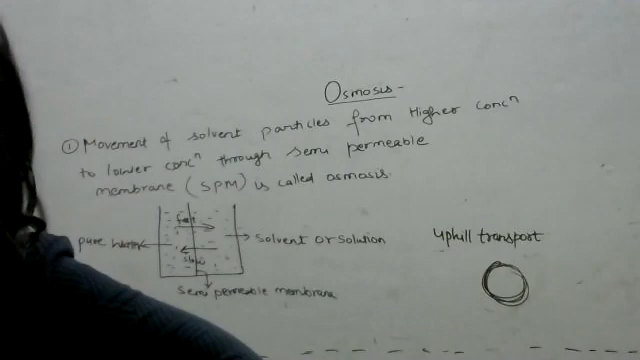 Osmosis -
① Movement of solvent particles from Higher concⁿ
to lower concⁿ through semi permeable
membrane (SPM) is called osmosis.
fast
pure water
solvent or solution
slow
semi permeable membrane
uphill transport